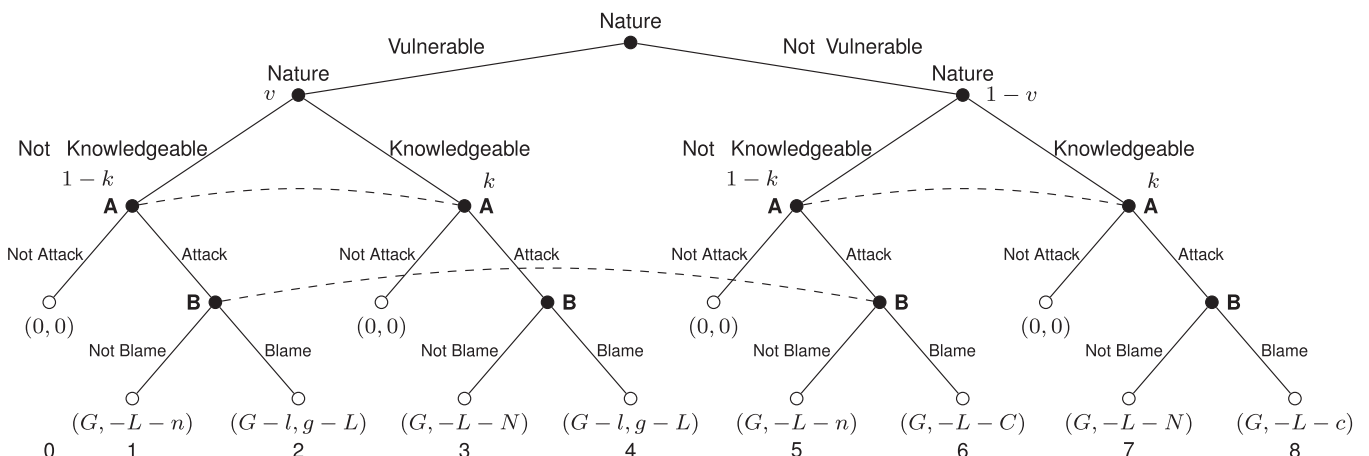 Nature
Vulnerable Not Vulnerable
Nature Nature
v 1 − v
Not Knowledgeable Knowledgeable Not Knowledgeable Knowledgeable
1 − k k 1 − k k
A A A A
Not Attack Attack Not Attack Attack Not Attack Attack Not Attack Attack
B B B B
(0, 0) (0, 0) (0, 0) (0, 0)
Not Blame Blame Not Blame Blame Not Blame Blame Not Blame Blame
(G, −L − n) (G − l, g − L) (G, −L − N) (G − l, g − L) (G, −L − n) (G, −L − C) (G, −L − N) (G, −L − c)
0 1 2 3 4 5 6 7 8